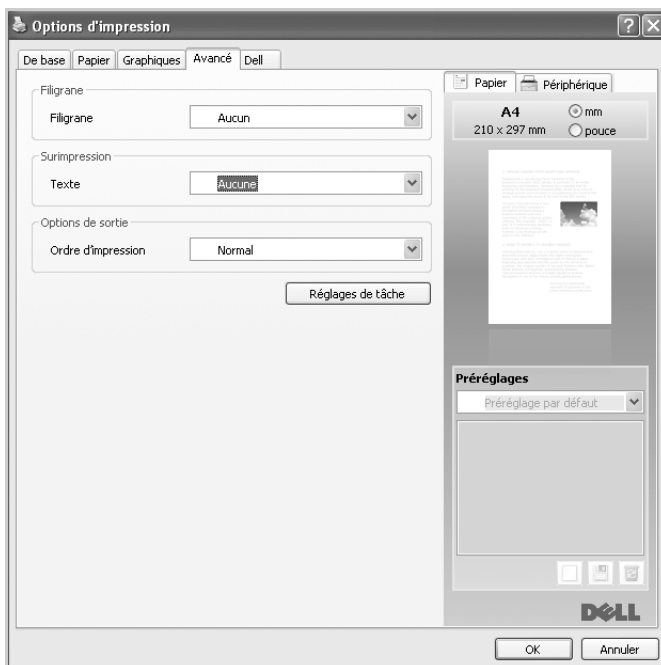 Options d'impression
De base Papier Graphiques Avancé Dell
Filigrane
Filigrane Aucun
Surimpression
Texte Aucune
Options de sortie
Ordre d'impression Normal
Réglages de tâche
Papier Périphérique
A4 mm
210 x 297 mm pouce
Préréglages
Préréglage par défaut
DELL
OK Annuler